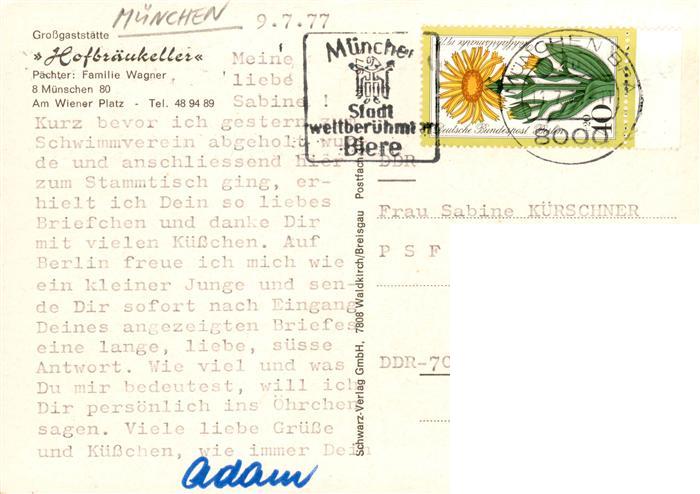 MÜNCHEN
9.7.77
Großgaststätte
»Hofbräukeller«
Pächter: Familie Wagner
8 Münschen 80
Am Wiener Platz - Tel. 48 94 89
Meine
liebe
Sabine!
Kurz bevor ich gestern zum
Schwimmverein abgeholt wur-
de und anschliessend hier
zum Stammtisch ging, er-
hielt ich Dein so liebes
Briefchen und danke Dir
mit vielen Küßchen. Auf
Berlin freue ich mich wie
ein kleiner Junge und sen-
de Dir sofort nach Eingang
Deines angezeigten Briefes
eine lange, liebe, süsse
Antwort. Wie viel und was
Du mir bedeutest, will ich
Dir persönlich ins Öhrchen
sagen. Viele liebe Grüße
und Küßchen, wie immer Dein
adam
Schwarz-Verlag GmbH, 7808 Waldkirch/Breisgau Postfach
München
Stadt
weltberühmter
Biere
MÜNCHEN
8000
Deutsche Bundespost Berlin
40
DDR
Frau Sabine KÜRSCHNER
P S F
DDR-70